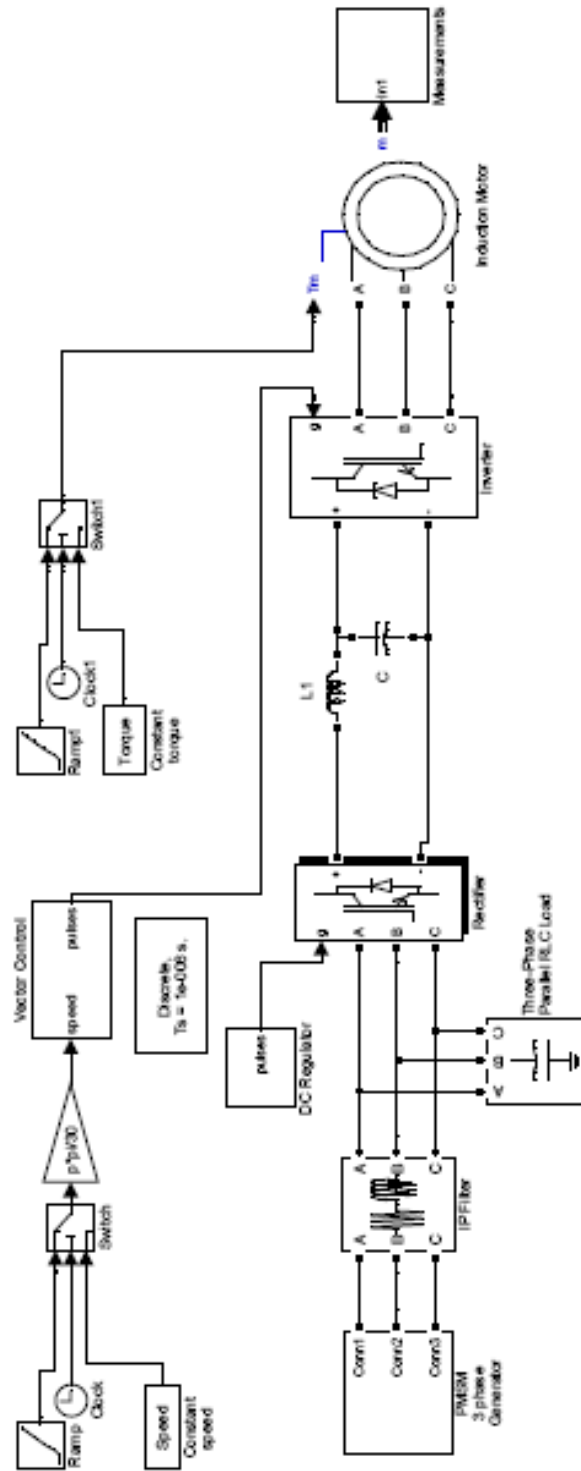 Ramp
Clock
Speed
Constant
speed
Switch
p*pi/30
Vector Control
speed
pulses
Discrete,
Ts = 1e-006 s.
pulses
DC Regulator
Ramp1
Clock1
Torque
Constant
torque
Switch1
Tm
m
In1
Measurements
Induction Motor
A
B
C
g
A
B
C
+
-
Inverter
L1
C
+
-
g
A
B
C
Rectifier
A
B
C
Three-Phase
Parallel RLC Load
A
B
C
A
B
C
IP Filter
Conn1
Conn2
Conn3
PMSM
3 phase
Generator